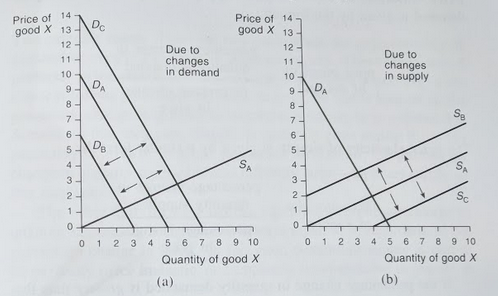 Price of
good X
14
13
12
11
10
9
8
7
6
5
4
3
2
1
0
D_C
D_A
D_B
Due to
changes
in demand
S_A
0 1 2 3 4 5 6 7 8 9 10
Quantity of good X
(a)
Price of
good X
14
13
12
11
10
9
8
7
6
5
4
3
2
1
0
D_A
Due to
changes
in supply
S_B
S_A
S_C
0 1 2 3 4 5 6 7 8 9 10
Quantity of good X
(b)